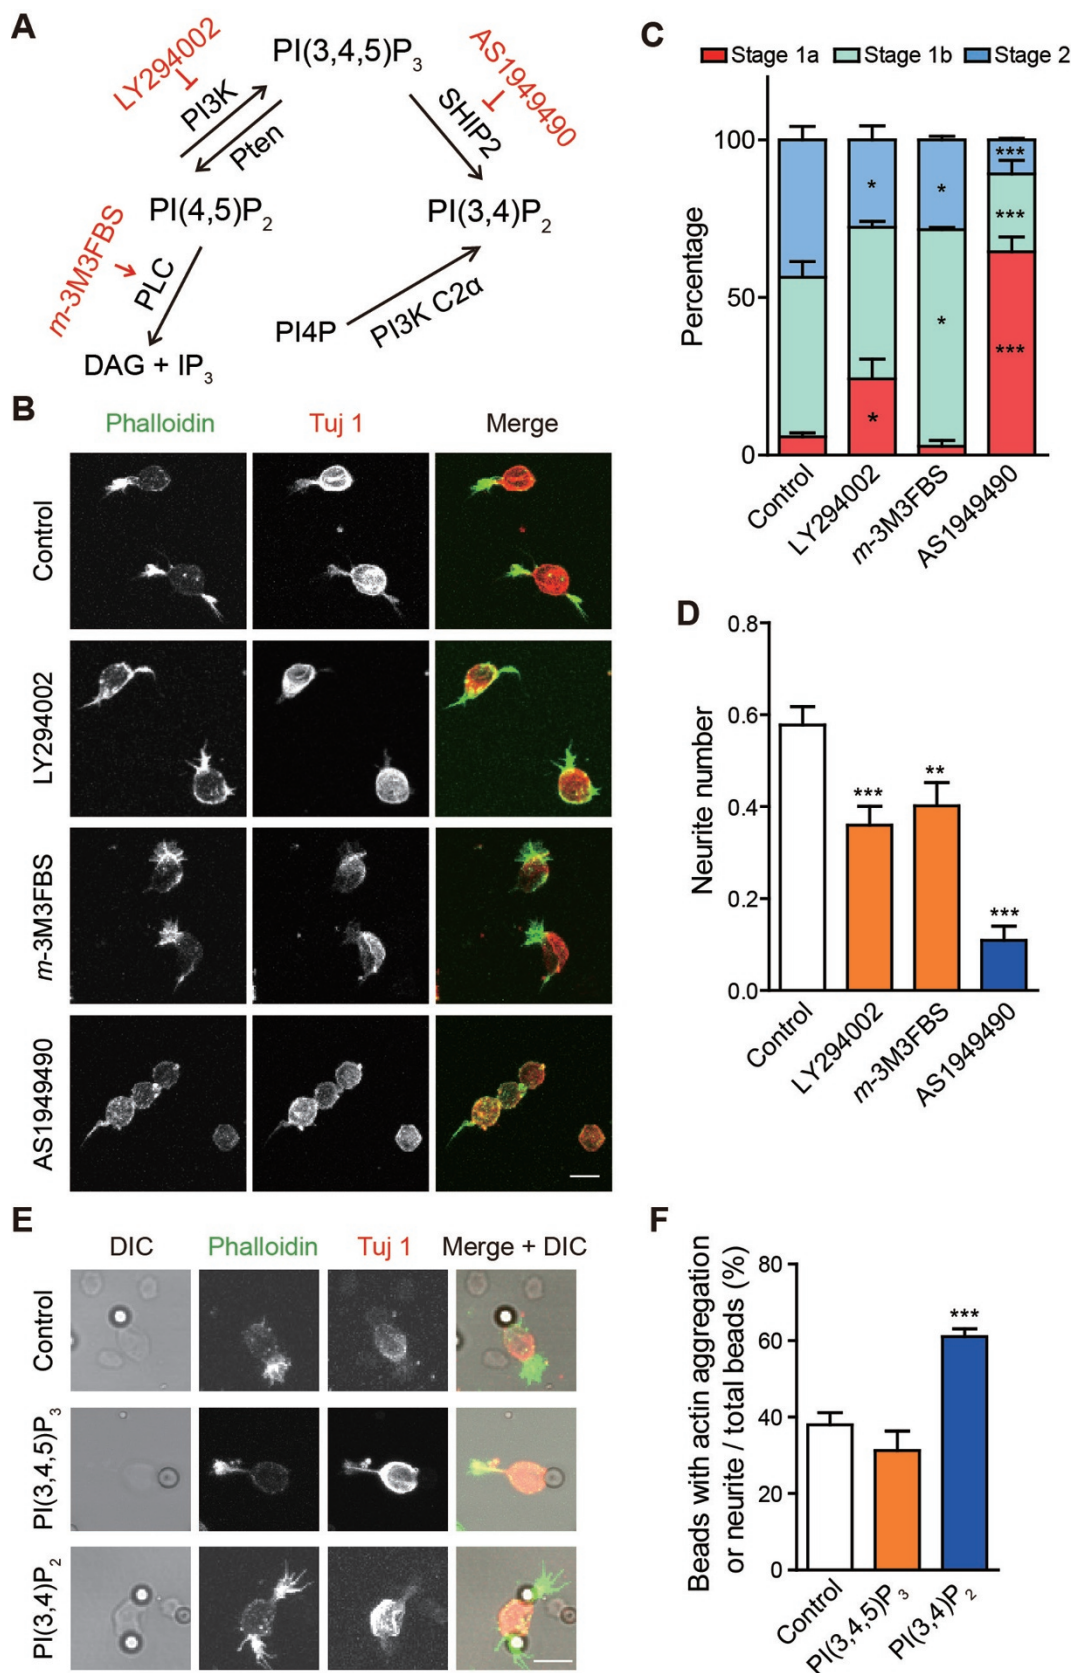 A
LY294002
PI3K
Pten
PI(3,4,5)P3
AS1949490
SHIP2
PI(4,5)P2
PI(3,4)P2
m-3M3FBS
PLC
PI4P
PI3K C2α
DAG + IP3
C
Stage 1a Stage 1b Stage 2
Percentage
100
50
0
***
***
***
*
*
*
*
Control
LY294002
m-3M3FBS
AS1949490
B
Phalloidin Tuj 1 Merge
Control
LY294002
m-3M3FBS
AS1949490
D
Neurite number
0.8
0.6
0.4
0.2
0.0
***
**
***
Control
LY294002
m-3M3FBS
AS1949490
E
DIC Phalloidin Tuj 1 Merge + DIC
Control
PI(3,4,5)P3
PI(3,4)P2
F
Beads with actin aggregation
or neurite / total beads (%)
80
60
40
20
0
***
Control
PI(3,4,5)P3
PI(3,4)P2